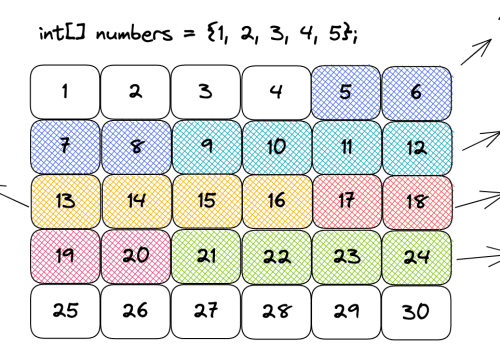 int[] numbers = {1, 2, 3, 4, 5};
1 2 3 4 5 6
7 8 9 10 11 12
13 14 15 16 17 18
19 20 21 22 23 24
25 26 27 28 29 30